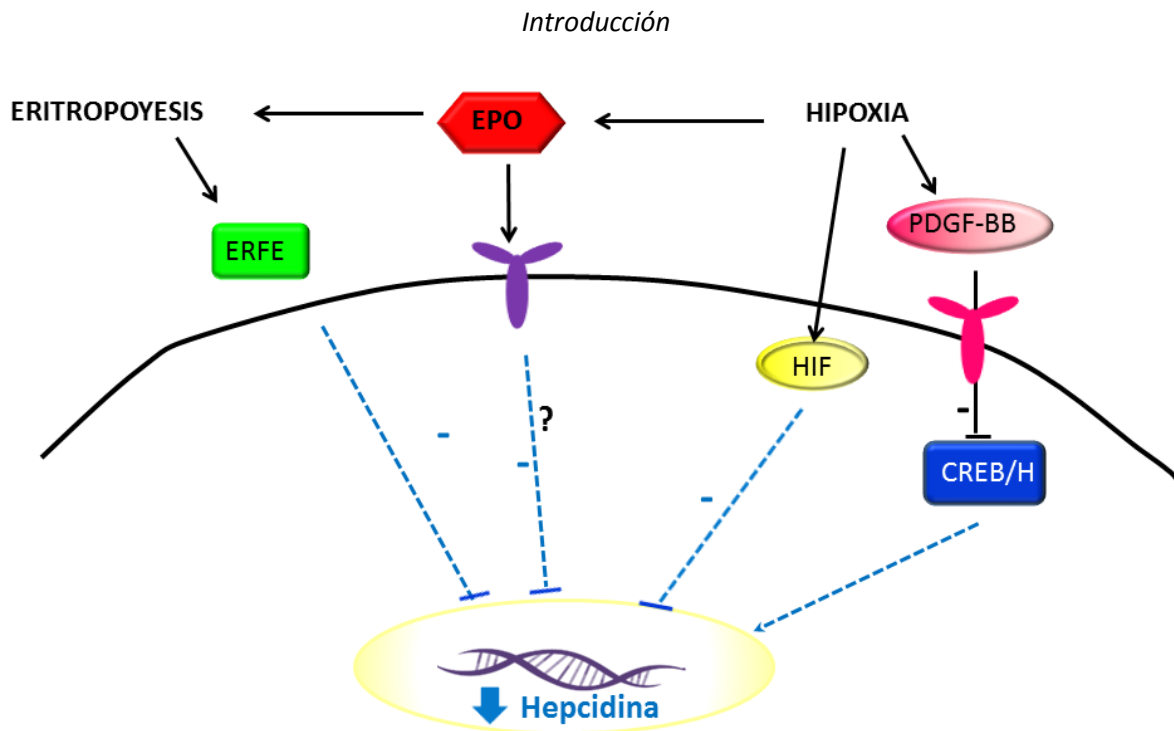 Introducción
ERITROPOYESIS
EPO
HIPOXIA
PDGF-BB
ERFE
HIF
?
-
-
-
-
CREB/H
Hepcidina